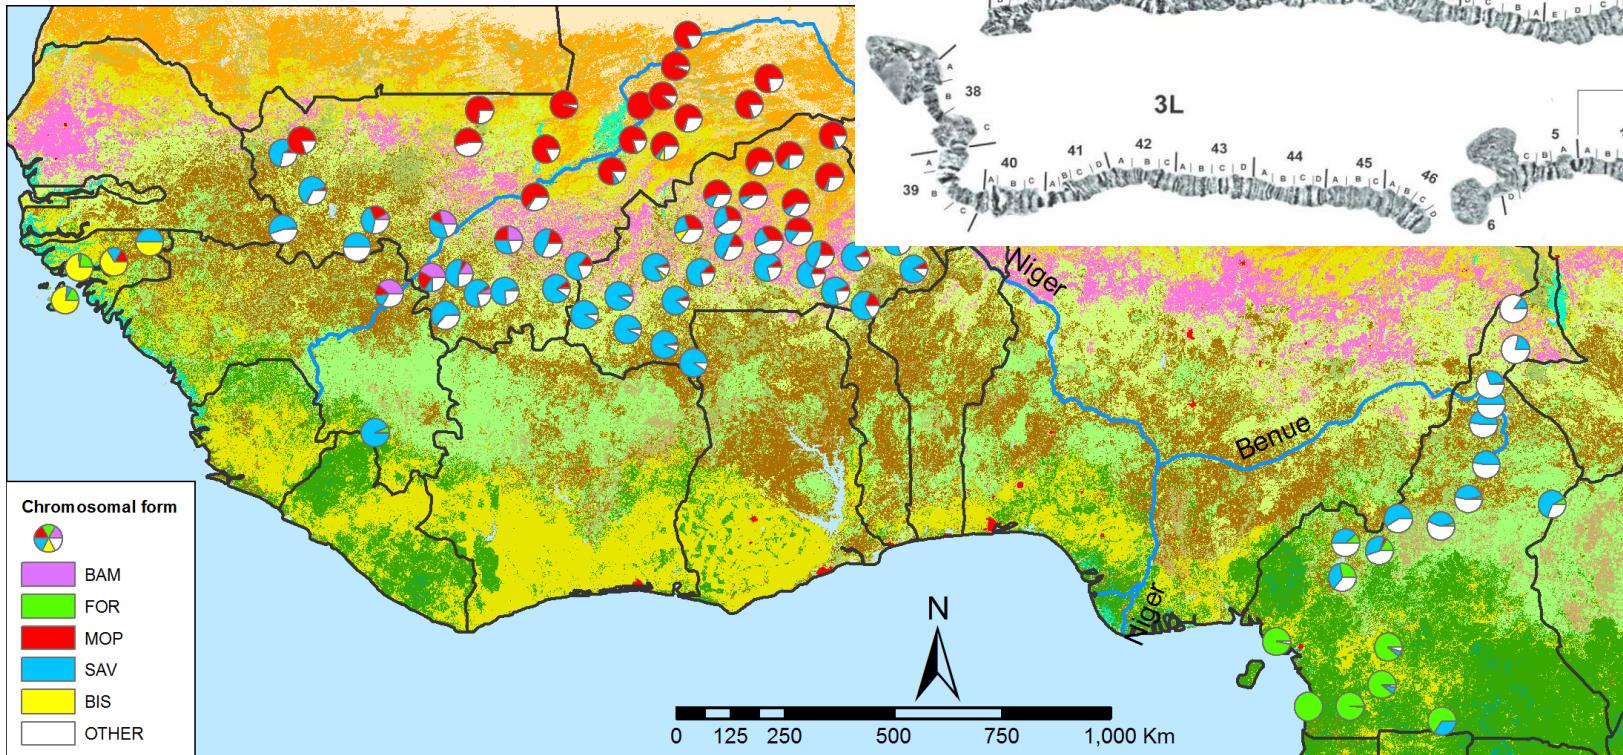 D C B A E D C
A
B
38
C
3L
A
39
B
C
40
41
42
43
44
45
46
A B C A B C D A B C D A B C D A B C D A B C D A B C D
5
C B A
A B
1
D
6
Niger
Benue
Niger
N
0 125 250 500 750 1,000 Km
Chromosomal form
BAM
FOR
MOP
SAV
BIS
OTHER